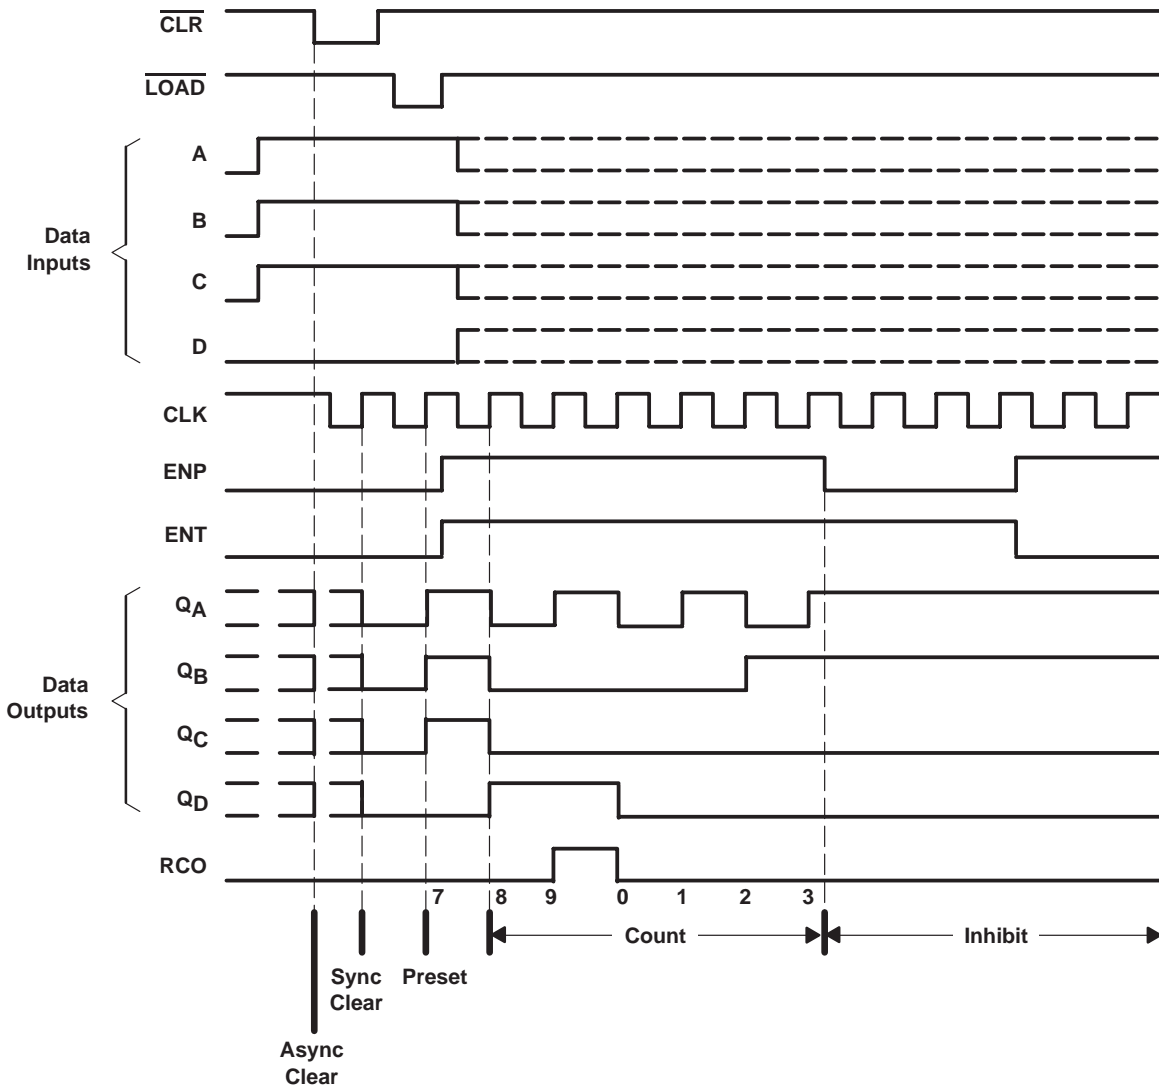 CLR
LOAD
A
B
Data
Inputs
C
D
CLK
ENP
ENT
QA
QB
Data
Outputs
QC
QD
RCO
7 8 9 0 1 2 3
Count
Inhibit
Sync
Clear
Preset
Async
Clear